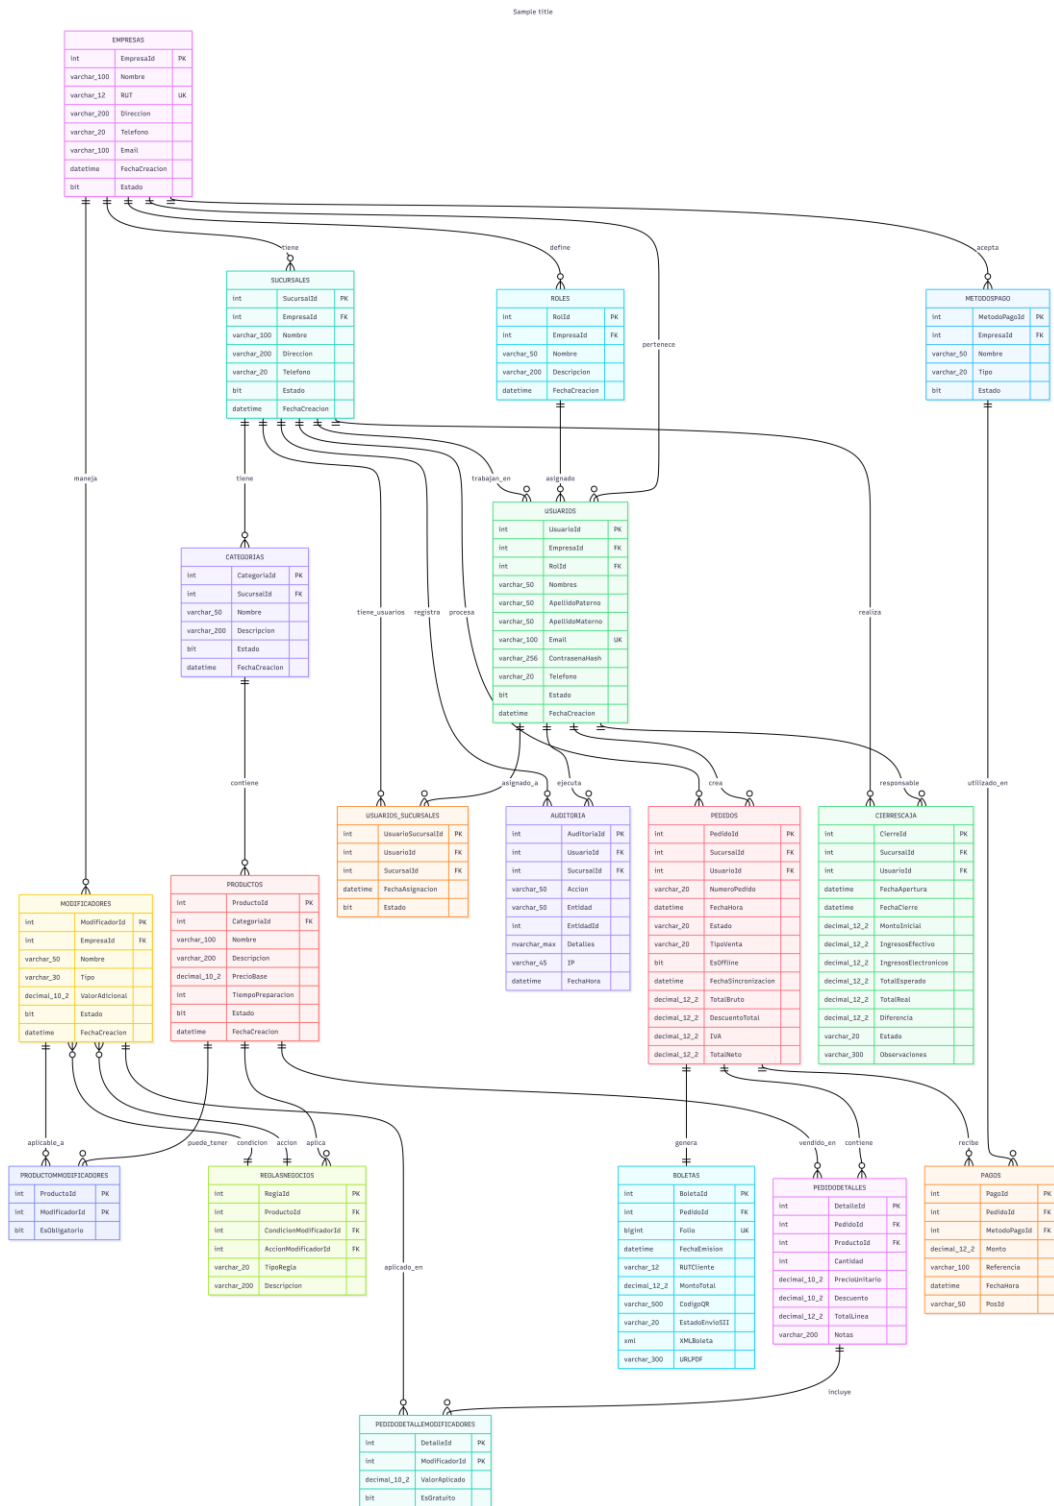 Sample title
EMPRESAS
int EmpresaId PK
varchar_100 Nombre
varchar_12 RUT UK
varchar_200 Direccion
varchar_20 Telefono
varchar_100 Email
datetime FechaCreacion
bit Estado
tiene
define
acepta
SUCURSALES
int SucursalId PK
int EmpresaId FK
varchar_100 Nombre
varchar_200 Direccion
varchar_20 Telefono
bit Estado
datetime FechaCreacion
ROLES
int RolId PK
int EmpresaId FK
varchar_50 Nombre
varchar_200 Descripcion
datetime FechaCreacion
METODOSPAGO
int MetodoPagoId PK
int EmpresaId FK
varchar_50 Nombre
varchar_20 Tipo
bit Estado
pertenece
maneja
tiene
trabajan_en
asignado
USUARIOS
int UsuarioId PK
int EmpresaId FK
int RolId FK
varchar_50 Nombres
varchar_50 ApellidoPaterno
varchar_50 ApellidoMaterno
varchar_100 Email UK
varchar_256 ContrasenaHash
varchar_20 Telefono
bit Estado
datetime FechaCreacion
CATEGORIAS
int CategoriaId PK
int SucursalId FK
varchar_50 Nombre
varchar_200 Descripcion
bit Estado
datetime FechaCreacion
tiene_usuarios
registra
procesa
realiza
contiene
asignado_a
ejecuta
crea
responsable
utilizado_en
USUARIOS_SUCURSALES
int UsuarioSucursalId PK
int UsuarioId FK
int SucursalId FK
datetime FechaAsignacion
bit Estado
AUDITORIA
int AuditoriaId PK
int UsuarioId FK
int SucursalId FK
varchar_50 Accion
varchar_50 Entidad
int EntidadId
nvarchar_max Detalles
varchar_45 IP
datetime FechaHora
PEDIDOS
int PedidoId PK
int SucursalId FK
int UsuarioId FK
varchar_20 NumeroPedido
datetime FechaHora
varchar_20 Estado
varchar_20 TipoVenta
bit EsOffline
datetime FechaSincronizacion
decimal_12_2 TotalBruto
decimal_12_2 DescuentoTotal
decimal_12_2 IVA
decimal_12_2 TotalNeto
CIERRESCAJA
int CierreId PK
int SucursalId FK
int UsuarioId FK
datetime FechaApertura
datetime FechaCierre
decimal_12_2 MontoInicial
decimal_12_2 IngresosEfectivo
decimal_12_2 IngresosElectronicos
decimal_12_2 TotalEsperado
decimal_12_2 TotalReal
decimal_12_2 Diferencia
varchar_20 Estado
varchar_300 Observaciones
PRODUCTOS
int ProductoId PK
int CategoriaId FK
varchar_100 Nombre
varchar_200 Descripcion
decimal_10_2 PrecioBase
int TiempoPreparacion
bit Estado
datetime FechaCreacion
MODIFICADORES
int ModificadorId PK
int EmpresaId FK
varchar_50 Nombre
varchar_30 Tipo
decimal_10_2 ValorAdicional
bit Estado
datetime FechaCreacion
aplicable_a
puede_tener
condicion
accion
aplica
genera
vendido_en
contiene
recibe
PRODUCTOMMODIFICADORES
int ProductoId PK
int ModificadorId PK
bit EsObligatorio
REGLASNEGOCIOS
int ReglaId PK
int ProductoId FK
int CondicionModificadorId FK
int AccionModificadorId FK
varchar_20 TipoRegla
varchar_200 Descripcion
BOLETAS
int BoletaId PK
int PedidoId FK
bigint Folio UK
datetime FechaEmision
varchar_12 RUTCliente
decimal_12_2 MontoTotal
varchar_500 CodigoQR
varchar_20 EstadoEnvioSII
xml XMLBoleta
varchar_300 URLPDF
PEDIDODETALLES
int DetalleId PK
int PedidoId FK
int ProductoId FK
int Cantidad
decimal_10_2 PrecioUnitario
decimal_10_2 Descuento
decimal_12_2 TotalLinea
varchar_200 Notas
PAGOS
int PagoId PK
int PedidoId FK
int MetodoPagoId FK
decimal_12_2 Monto
varchar_100 Referencia
datetime FechaHora
varchar_50 PosId
aplicado_en
incluye
PEDIDODETALLEMODIFICADORES
int DetalleId PK
int ModificadorId PK
decimal_10_2 ValorAplicado
bit EsGratuito